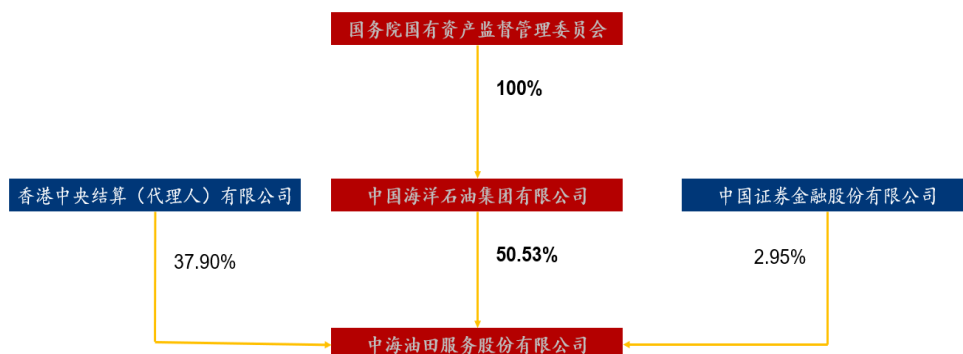 国务院国有资产监督管理委员会
100%
香港中央结算（代理人）有限公司
中国海洋石油集团有限公司
中国证券金融股份有限公司
37.90%
50.53%
2.95%
中海油田服务股份有限公司